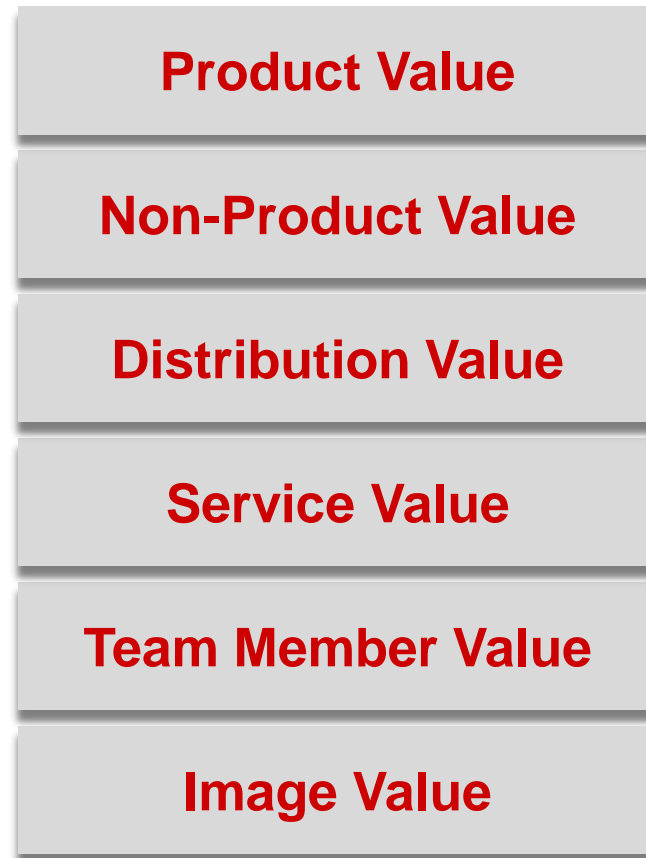 Product Value
Non-Product Value
Distribution Value
Service Value
Team Member Value
Image Value